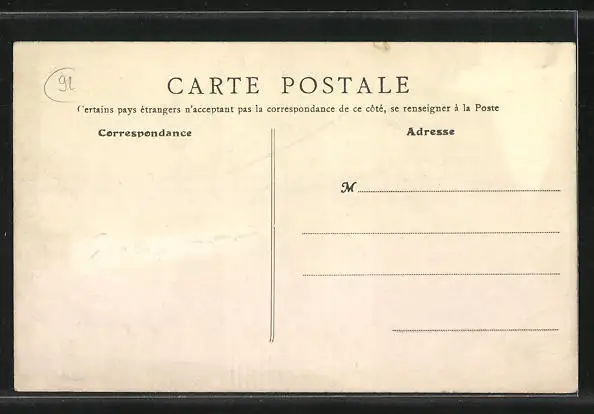 91
CARTE POSTALE
Certains pays étrangers n'acceptant pas la correspondance de ce côté, se renseigner à la Poste
Correspondance
Adresse
M